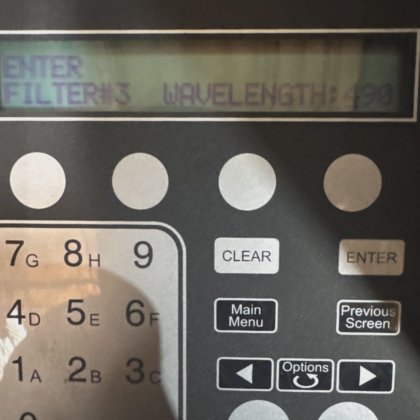 ENTER
FILTER#3 WAVELENGTH:490
7G 8H 9 CLEAR ENTER
4D 5E 6F Main Menu Previous Screen
1A 2B 3C Options